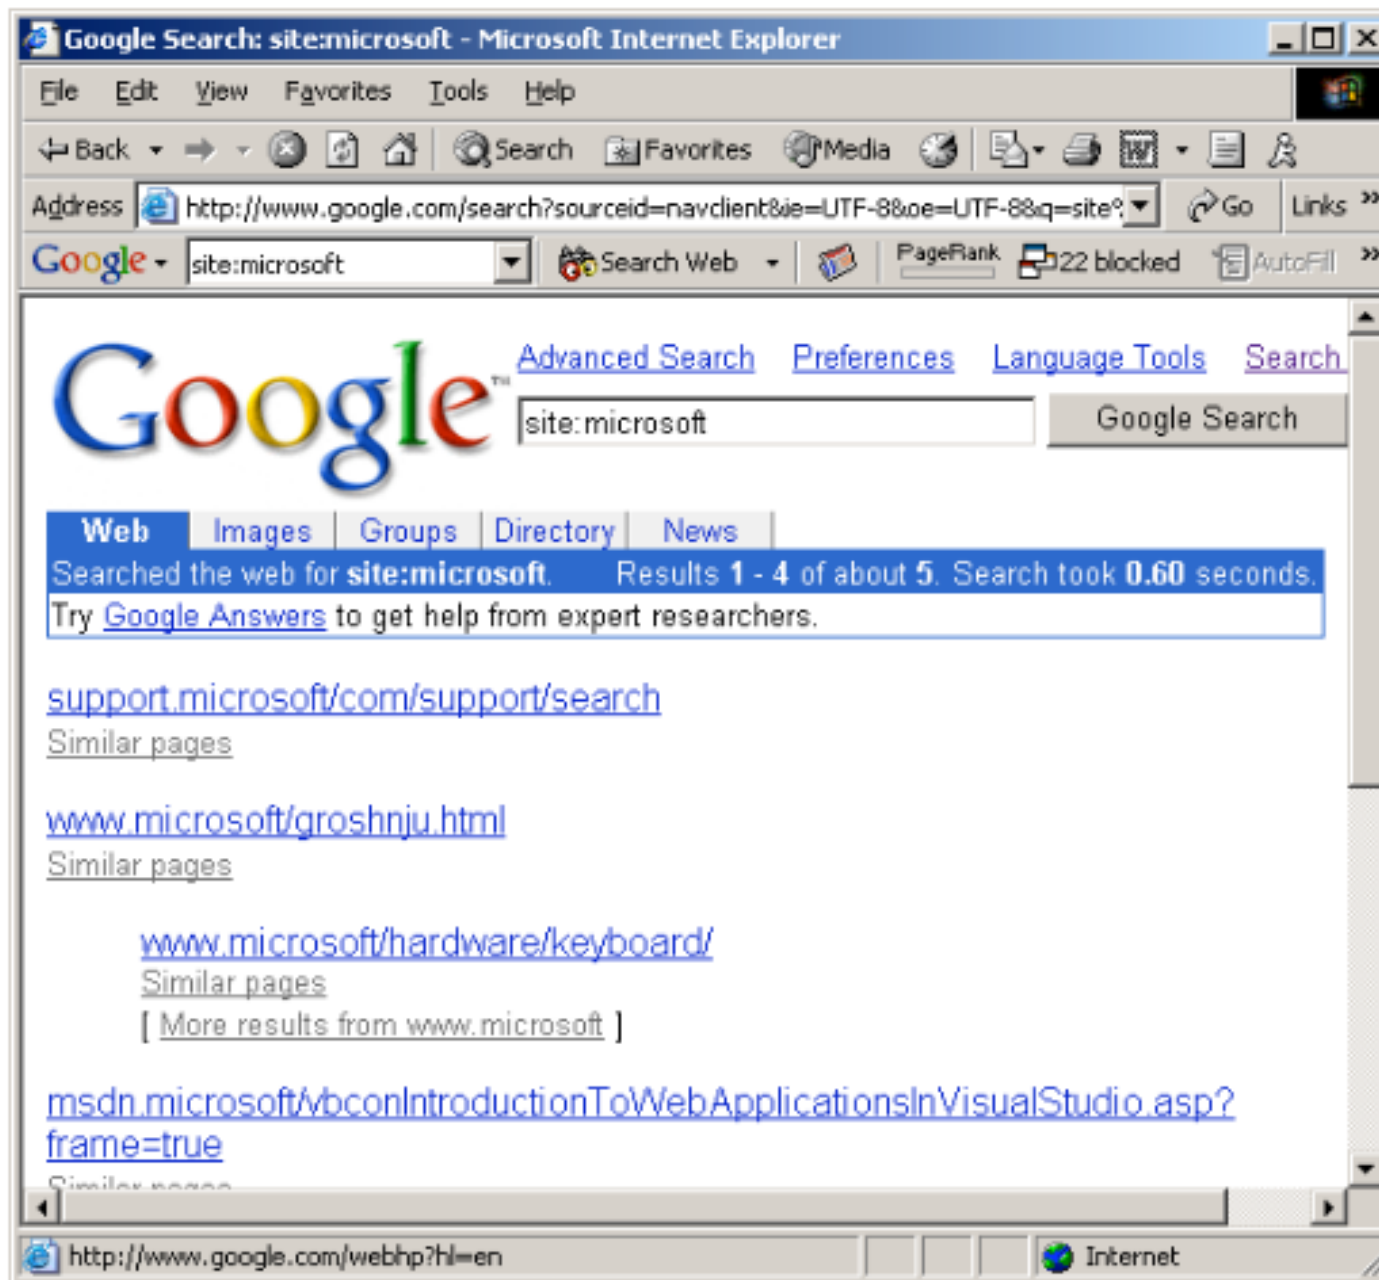 Google Search: site:microsoft - Microsoft Internet Explorer
File Edit View Favorites Tools Help
Back Search Favorites Media
Address http://www.google.com/search?sourceid=navclient&ie=UTF-8&oe=UTF-8&q=site% Go Links »
Google site:microsoft Search Web PageRank 22 blocked AutoFill »
Google™ Advanced Search Preferences Language Tools Search
site:microsoft Google Search
Web Images Groups Directory News
Searched the web for site:microsoft. Results 1 - 4 of about 5. Search took 0.60 seconds.
Try Google Answers to get help from expert researchers.
support.microsoft/com/support/search
Similar pages
www.microsoft/groshnju.html
Similar pages
www.microsoft/hardware/keyboard/
Similar pages
[ More results from www.microsoft ]
msdn.microsoft/vbconIntroductionToWebApplicationsInVisualStudio.asp?
frame=true
Similar pages
http://www.google.com/webhp?hl=en Internet